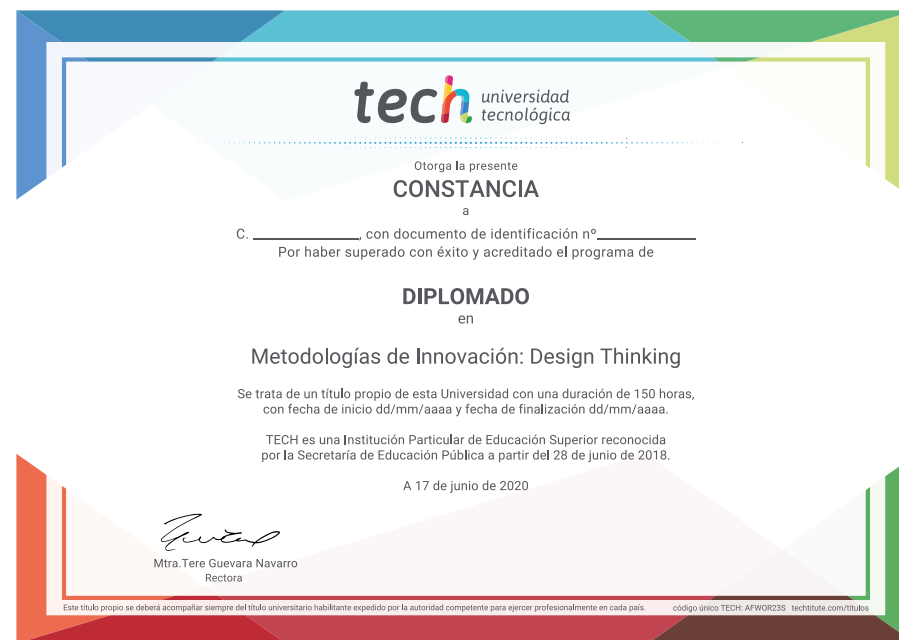 tech universidad
tecnológica
Otorga la presente
CONSTANCIA
a
C. ______________, con documento de identificación nº______________
Por haber superado con éxito y acreditado el programa de
DIPLOMADO
en
Metodologías de Innovación: Design Thinking
Se trata de un título propio de esta Universidad con una duración de 150 horas,
con fecha de inicio dd/mm/aaaa y fecha de finalización dd/mm/aaaa.
TECH es una Institución Particular de Educación Superior reconocida
por la Secretaría de Educación Pública a partir del 28 de junio de 2018.
A 17 de junio de 2020
Mtra.Tere Guevara Navarro
Rectora
Este título propio se deberá acompañar siempre del título universitario habilitante expedido por la autoridad competente para ejercer profesionalmente en cada país. código único TECH: AFWOR23S techtitute.com/titulos